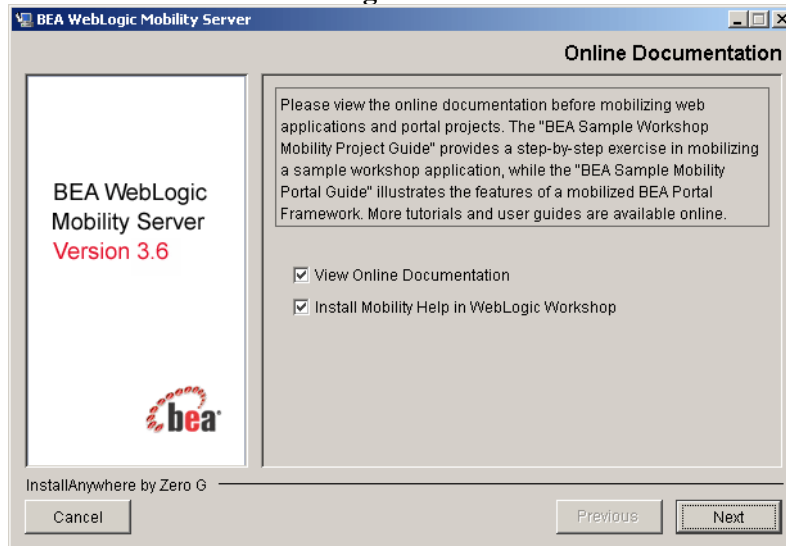 BEA WebLogic Mobility Server
Online Documentation
Please view the online documentation before mobilizing web
applications and portal projects. The "BEA Sample Workshop
Mobility Project Guide" provides a step-by-step exercise in mobilizing
a sample workshop application, while the "BEA Sample Mobility
Portal Guide" illustrates the features of a mobilized BEA Portal
Framework. More tutorials and user guides are available online.
BEA WebLogic
Mobility Server
Version 3.6
View Online Documentation
Install Mobility Help in WebLogic Workshop
bea
InstallAnywhere by Zero G
Cancel
Previous
Next